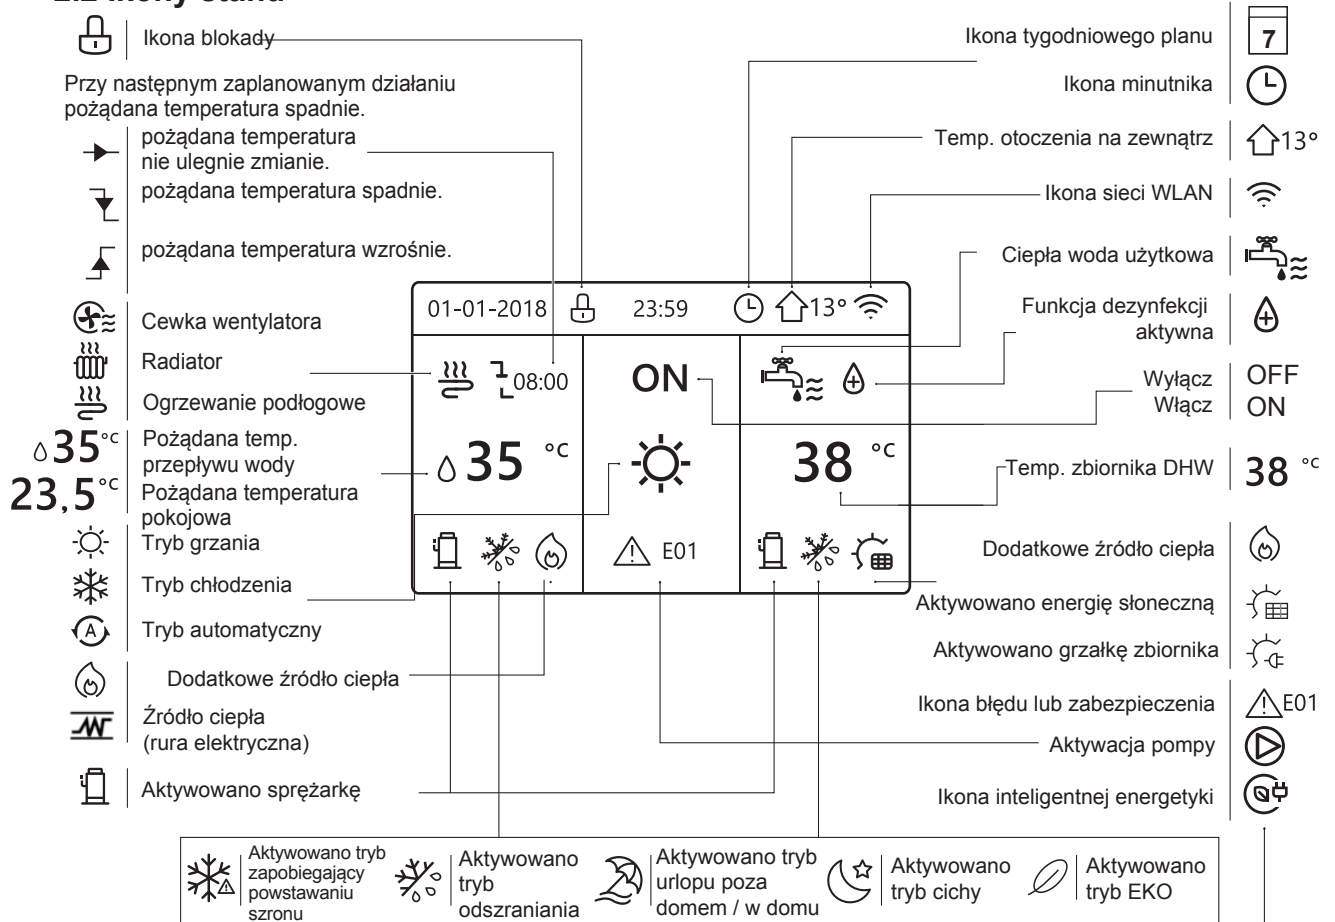 Ikona blokady
Przy następnym zaplanowanym działaniu
pożądana temperatura spadnie.
pożądana temperatura
nie ulegnie zmianie.
pożądana temperatura spadnie.
pożądana temperatura wzrośnie.
Cewka wentylatora
Radiator
Ogrzewanie podłogowe
35 °C
Pożądana temp.
przepływu wody
23,5 °C
Pożądana temperatura
pokojowa
Tryb grzania
Tryb chłodzenia
A
Tryb automatyczny
Dodatkowe źródło ciepła
Źródło ciepła
(rura elektryczna)
Aktywowano sprężarkę
01-01-2018 23:59 13°
08:00
ON
35 °C
38 °C
E01
Ikona tygodniowego planu
7
Ikona minutnika
Temp. otoczenia na zewnątrz
13°
Ikona sieci WLAN
Ciepła woda użytkowa
Funkcja dezynfekcji
aktywna
Wyłącz OFF
Włącz ON
Temp. zbiornika DHW
38 °C
Dodatkowe źródło ciepła
Aktywowano energię słoneczną
Aktywowano grzałkę zbiornika
Ikona błędu lub zabezpieczenia
E01
Aktywacja pompy
Ikona inteligentnej energetyki
Aktywowano tryb
zapobiegający
powstawaniu
szronu
Aktywowano
tryb
odszraniania
Aktywowano tryb
urlopu poza
domem / w domu
Aktywowano
tryb cichy
Aktywowano
tryb EKO